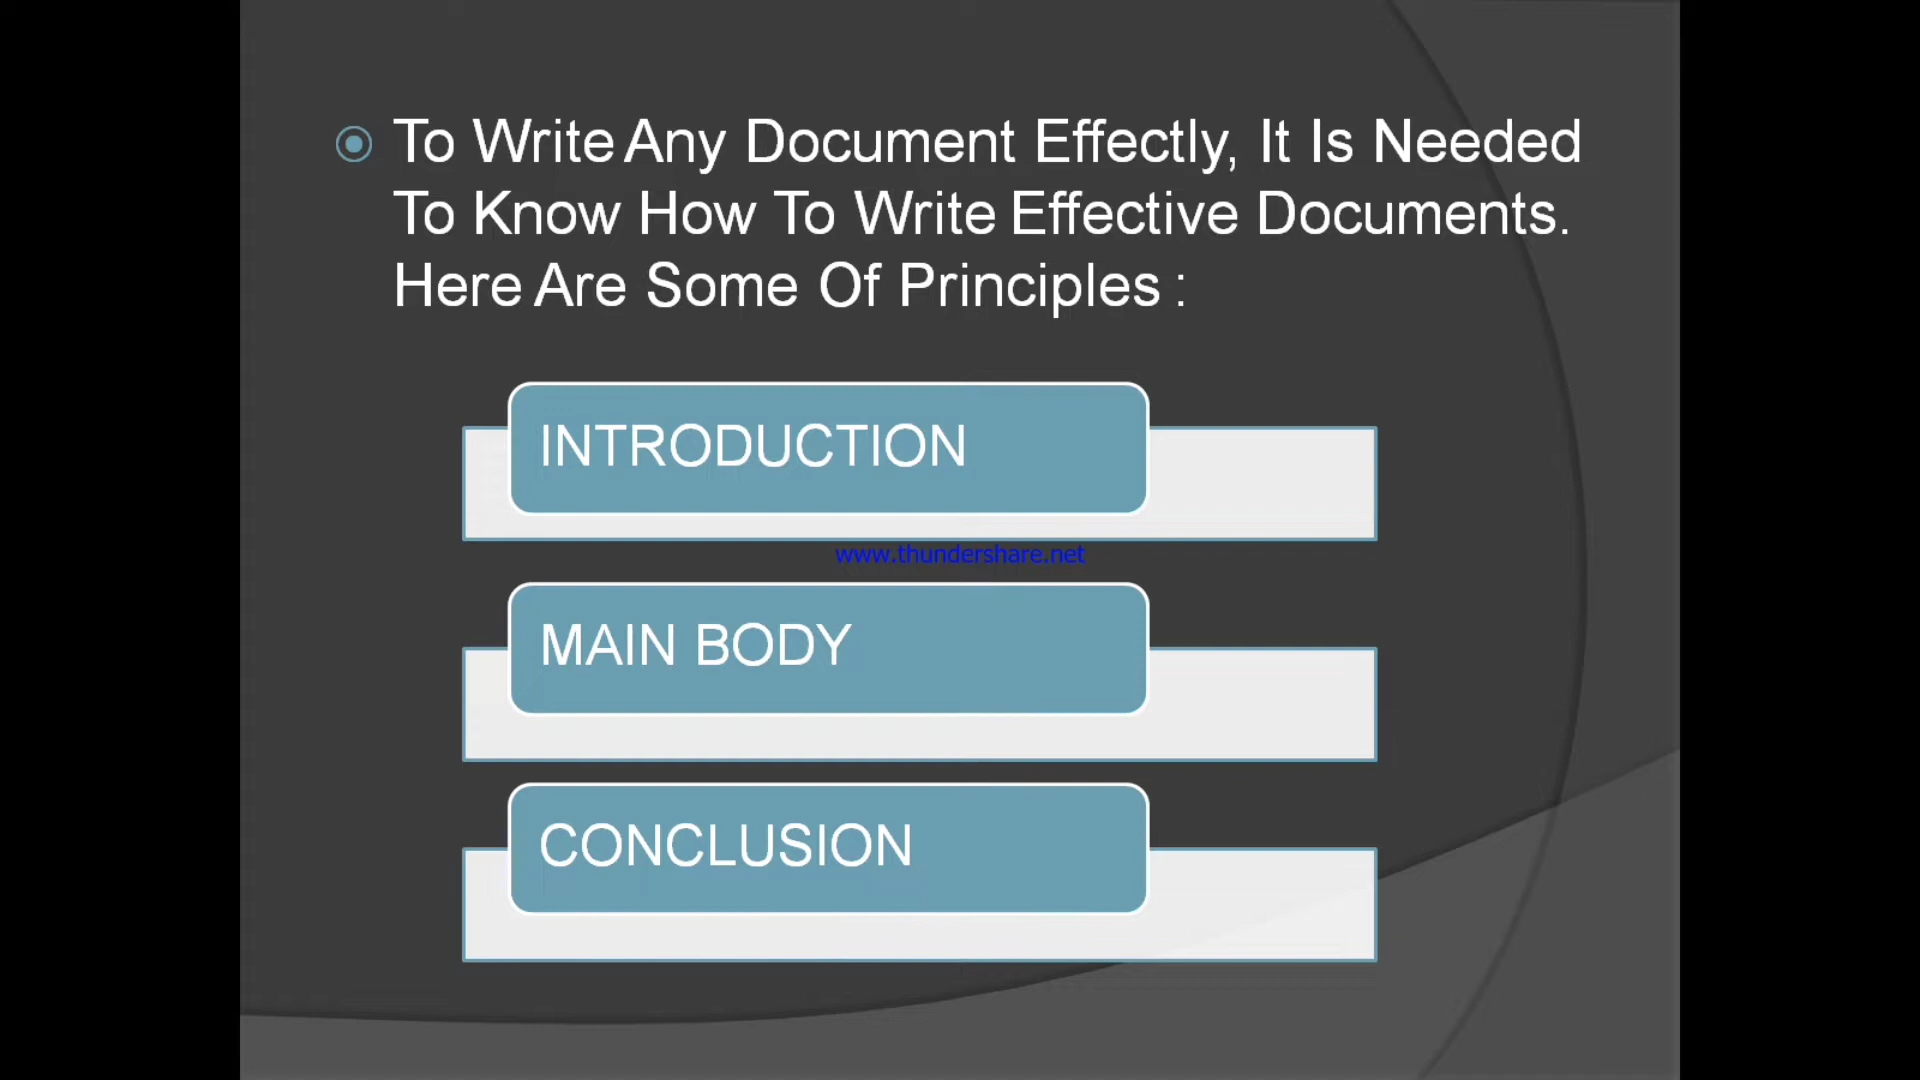 To Write Any Document Effectly, It Is Needed
To Know How To Write Effective Documents.
Here Are Some Of Principles :
INTRODUCTION
www.thundershare.net
MAIN BODY
CONCLUSION